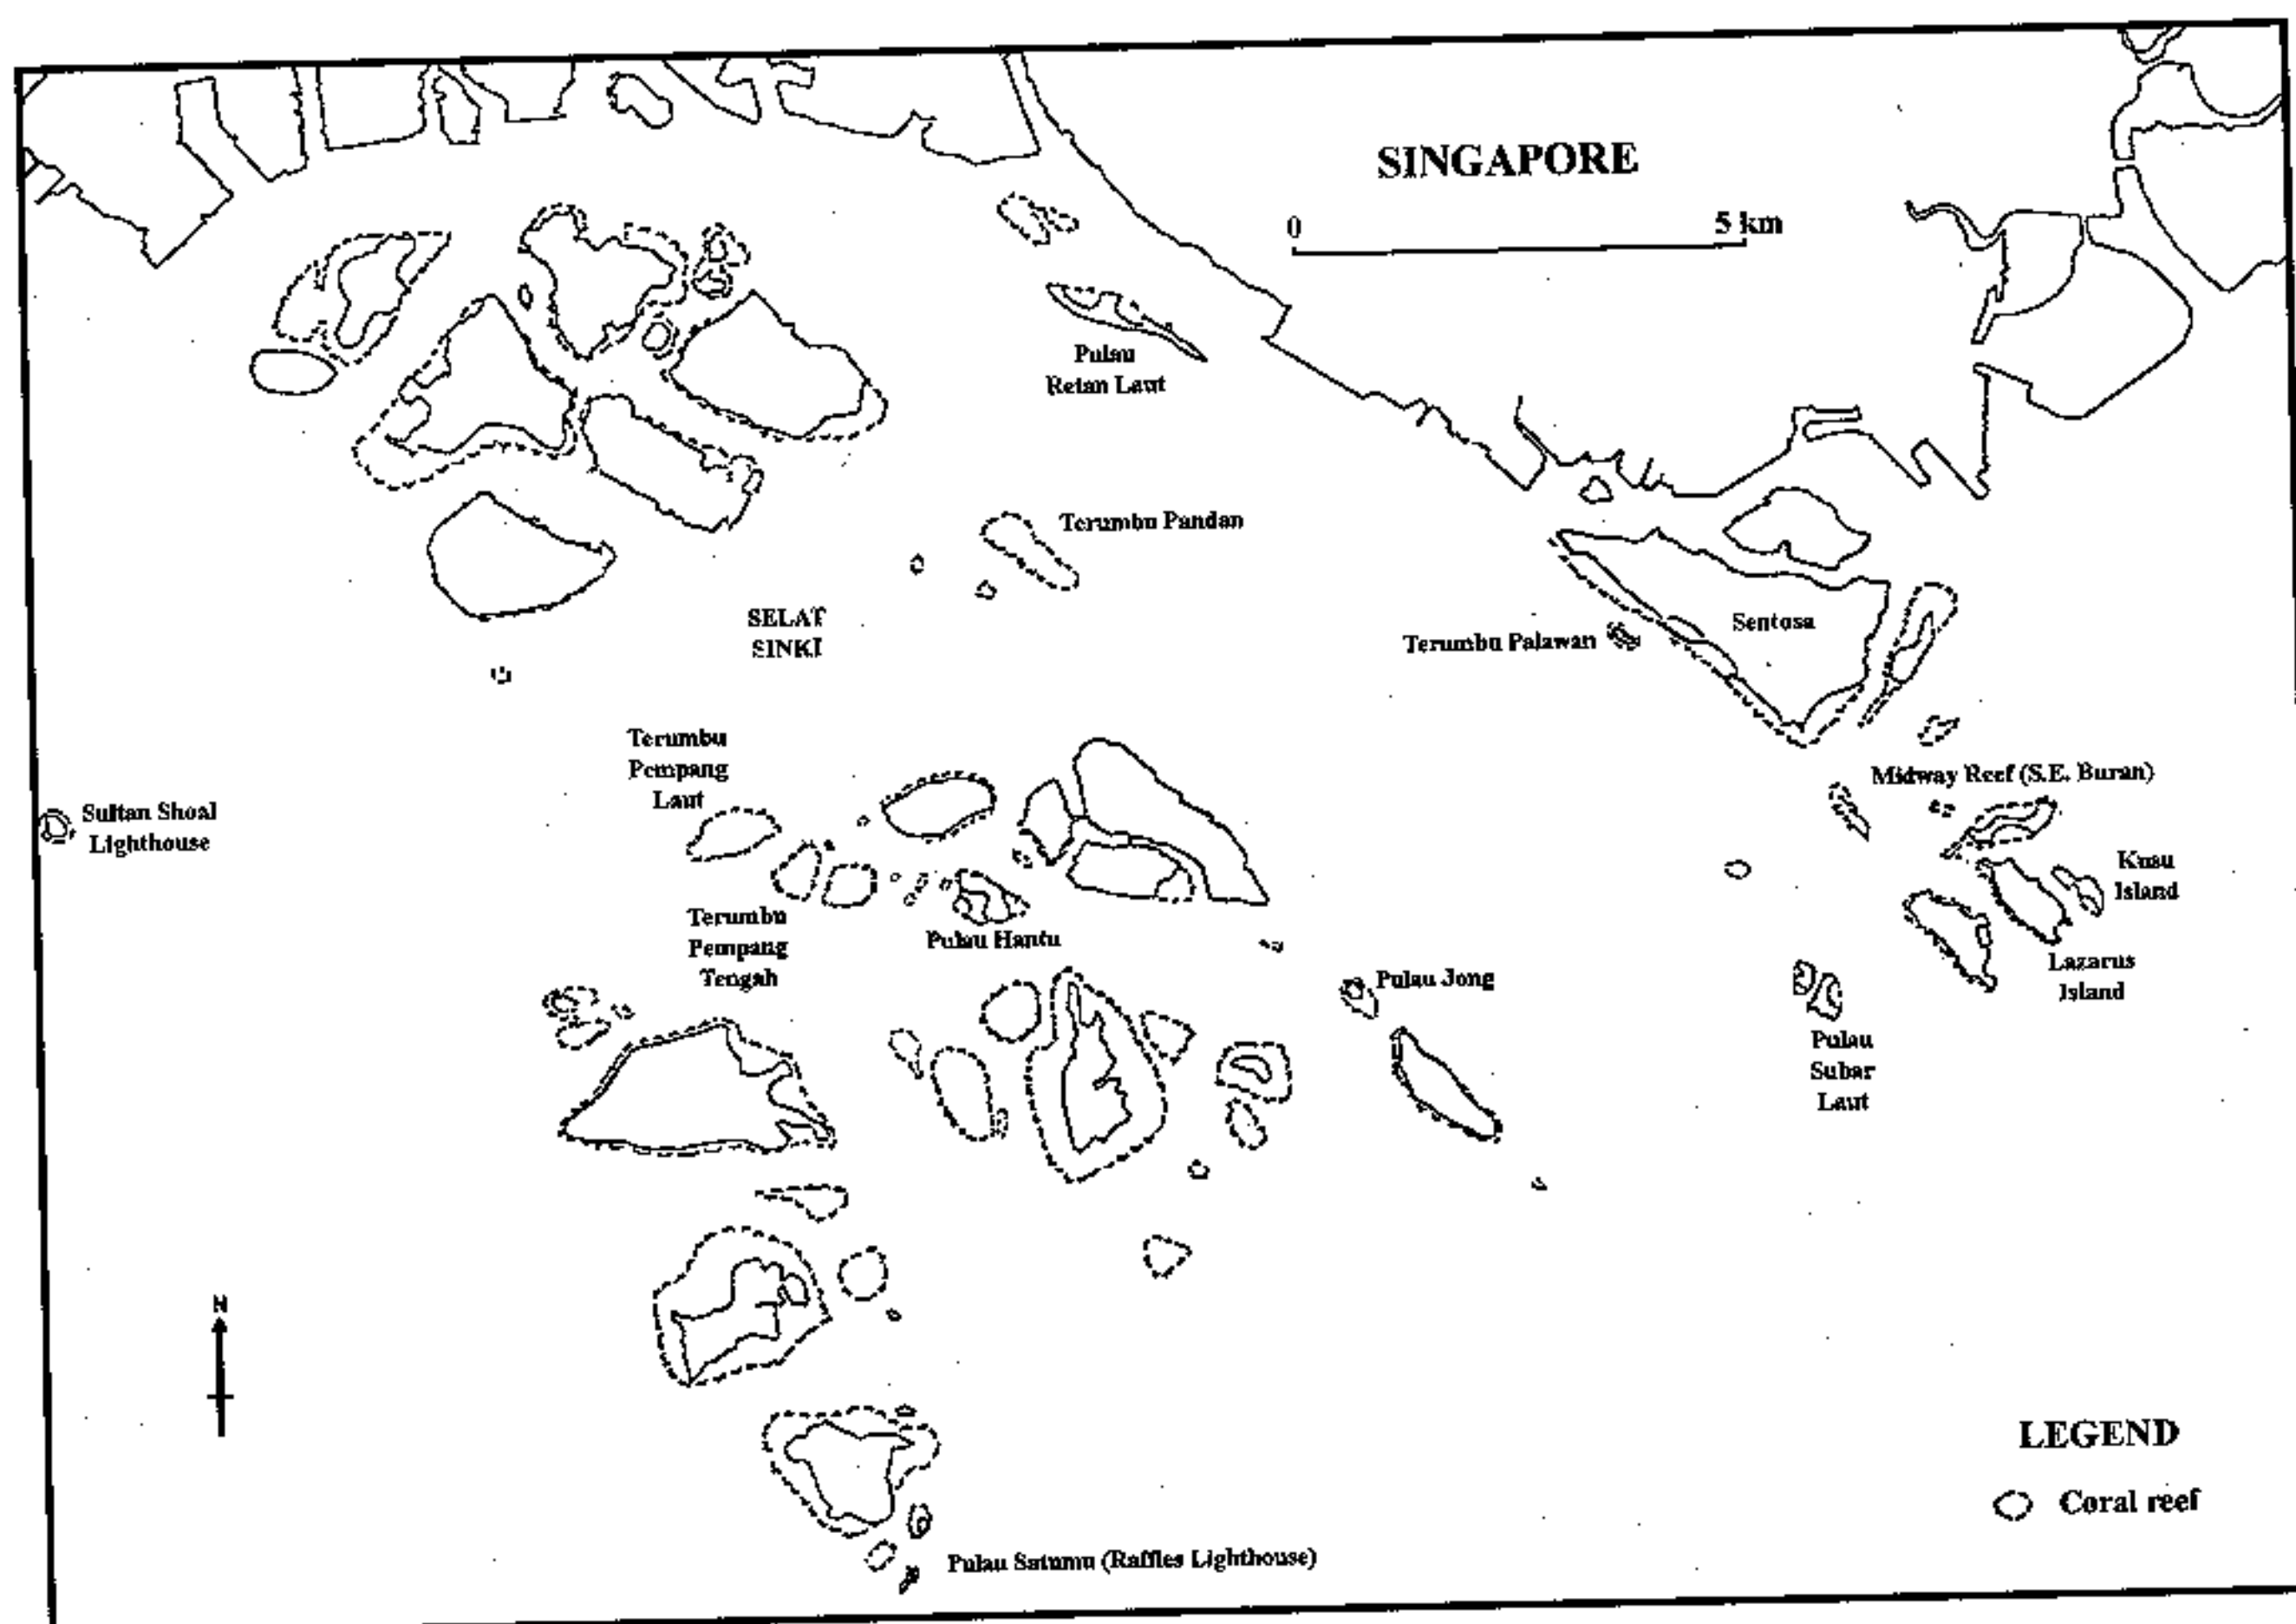 SINGAPORE
0 5 km
Pulau
Retan Laut
Terumbu Pandan
SELAT
SINKI
Sentosa
Terumbu Palawan
Terumbu
Pempang
Laut
Midway Reef (S.E. Buran)
Sultan Shoal
Lighthouse
Kusu
Island
Terumbu
Pempang
Tengah
Pulau Hantu
Lazarus
Island
Pulau Jong
Pulau
Subar
Laut
N
LEGEND
Coral reef
Pulau Satumu (Raffles Lighthouse)